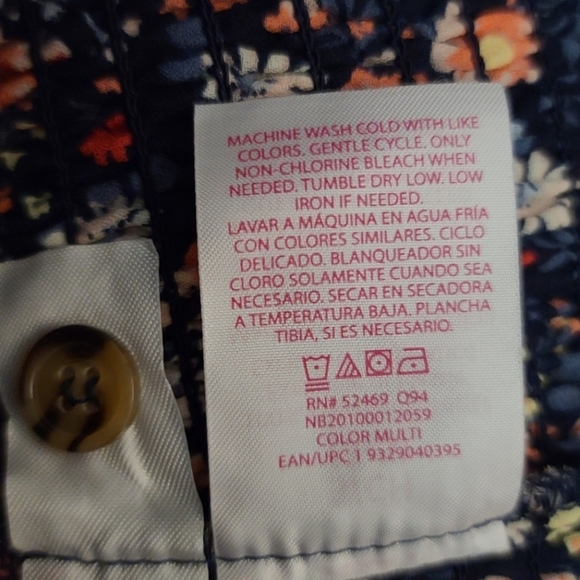 MACHINE WASH COLD WITH LIKE
COLORS. GENTLE CYCLE. ONLY
NON-CHLORINE BLEACH WHEN
NEEDED. TUMBLE DRY LOW. LOW
IRON IF NEEDED.
LAVAR A MÁQUINA EN AGUA FRÍA
CON COLORES SIMILARES. CICLO
DELICADO. BLANQUEADOR SIN
CLORO SOLAMENTE CUANDO SEA
NECESARIO. SECAR EN SECADORA
A TEMPERATURA BAJA. PLANCHA
TIBIA, SI ES NECESARIO.
RN# 52469 Q94
NB20100012059
COLOR MULTI
EAN/UPC 1 9329040395